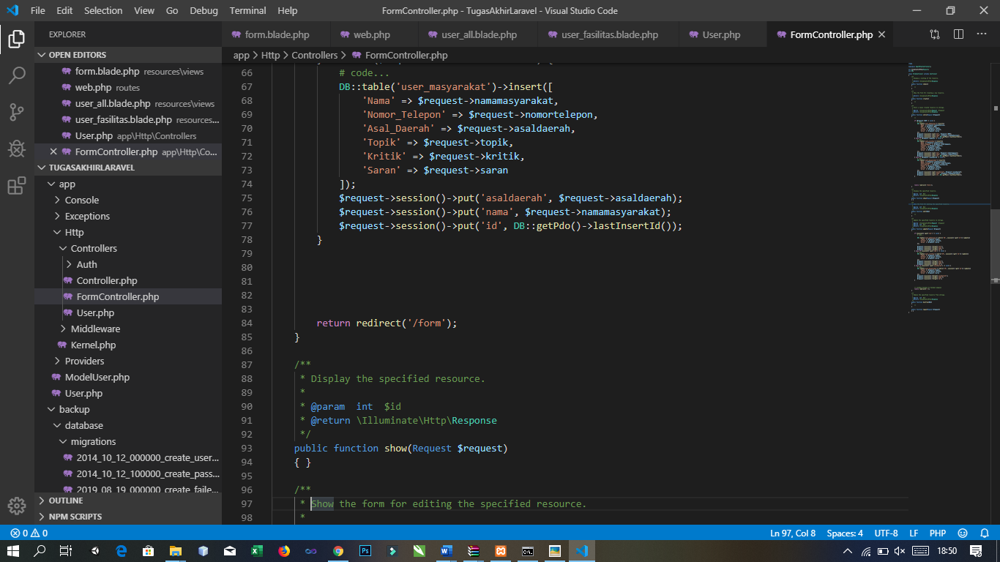 File Edit Selection View Go Debug Terminal Help
FormController.php - TugasAkhirLaravel - Visual Studio Code
EXPLORER
OPEN EDITORS
form.blade.php resources\views
web.php routes
user_all.blade.php resources\views
user_fasilitas.blade.php resources...
User.php app\Http\Controllers
FormController.php app\Http\Co...
TUGASAKHIRLARAVEL
app
Console
Exceptions
Http
Controllers
Auth
Controller.php
FormController.php
User.php
Middleware
Kernel.php
Providers
ModelUser.php
User.php
backup
database
migrations
2014_10_12_000000_create_user...
2014_10_12_100000_create_pass...
2019_08_19_000000_create_faile...
OUTLINE
NPM SCRIPTS
form.blade.php web.php user_all.blade.php user_fasilitas.blade.php User.php FormController.php
app > Http > Controllers > FormController.php
66 # code...
67 DB::table('user_masyarakat')->insert([
68 'Nama' => $request->namamasyarakat,
69 'Nomor_Telepon' => $request->nomortelepon,
70 'Asal_Daerah' => $request->asaldaerah,
71 'Topik' => $request->topik,
72 'Kritik' => $request->kritik,
73 'Saran' => $request->saran
74 ]);
75 $request->session()->put('asaldaerah', $request->asaldaerah);
76 $request->session()->put('nama', $request->namamasyarakat);
77 $request->session()->put('id', DB::getPdo()->lastInsertId());
78 }
79
80
81
82
83
84 return redirect('/form');
85 }
86
87 /**
88 * Display the specified resource.
89 *
90 * @param int $id
91 * @return \Illuminate\Http\Response
92 */
93 public function show(Request $request)
94 { }
95
96 /**
97 * Show the form for editing the specified resource.
98 *
0 0 Ln 97, Col 8 Spaces: 4 UTF-8 LF PHP
18:50